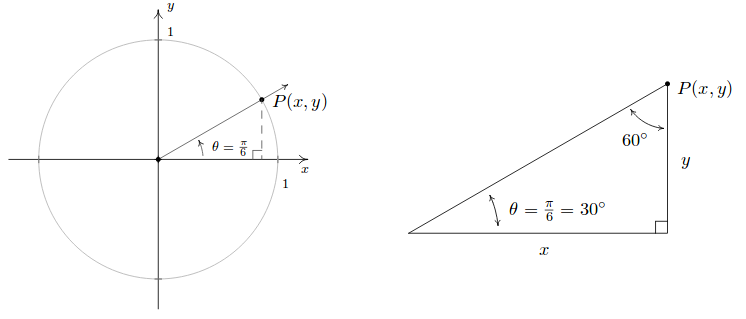 y
1
P(x, y)
θ = π/6
x
1
P(x, y)
60°
y
θ = π/6 = 30°
x